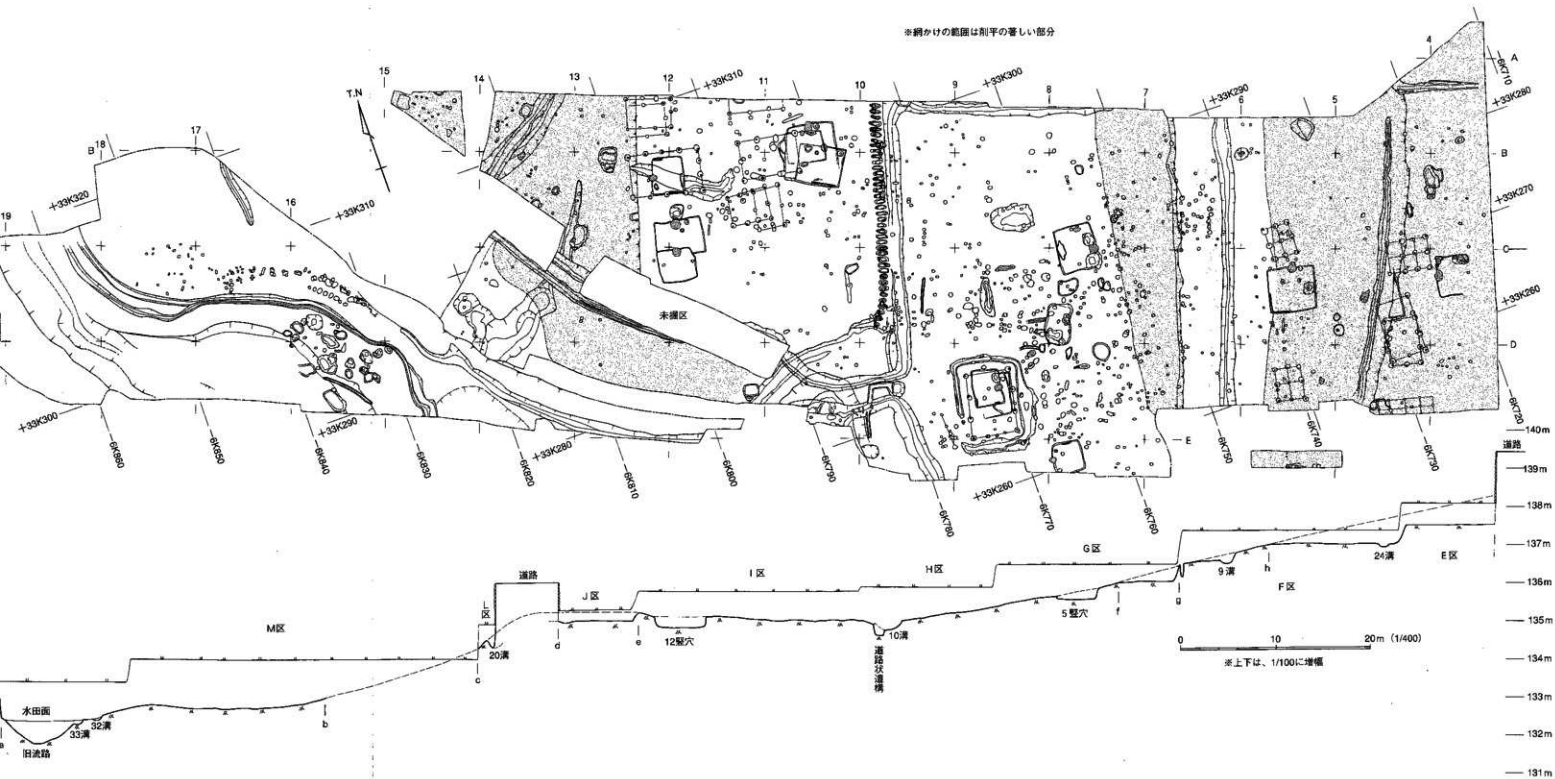 ※網かけの範囲は削平の著しい部分
T.N
15
14
13
12
+33K310
11
10
9
+33K300
8
7
+33K290
6
5
4
6K710
A
+33K280
B
+33K270
C
+33K260
D
6K720
17
B
18
16
+33K310
19
+33K320
未掘区
+33K300
6K860
6K850
6K840
+33K290
6K830
6K820
+33K280
6K810
6K800
6K790
6K780
+33K260
6K770
6K760
E
6K750
6K740
6K730
140m
道路
139m
138m
137m
136m
135m
134m
133m
132m
131m
M区
L区
道路
J区
I区
H区
G区
F区
E区
水田面
旧流路
33溝
32溝
20溝
12竪穴
10溝
道路状遺構
5竪穴
9溝
24溝
a
b
c
d
e
f
g
h
i
0
10
20m (1/400)
※上下は、1/100に増幅